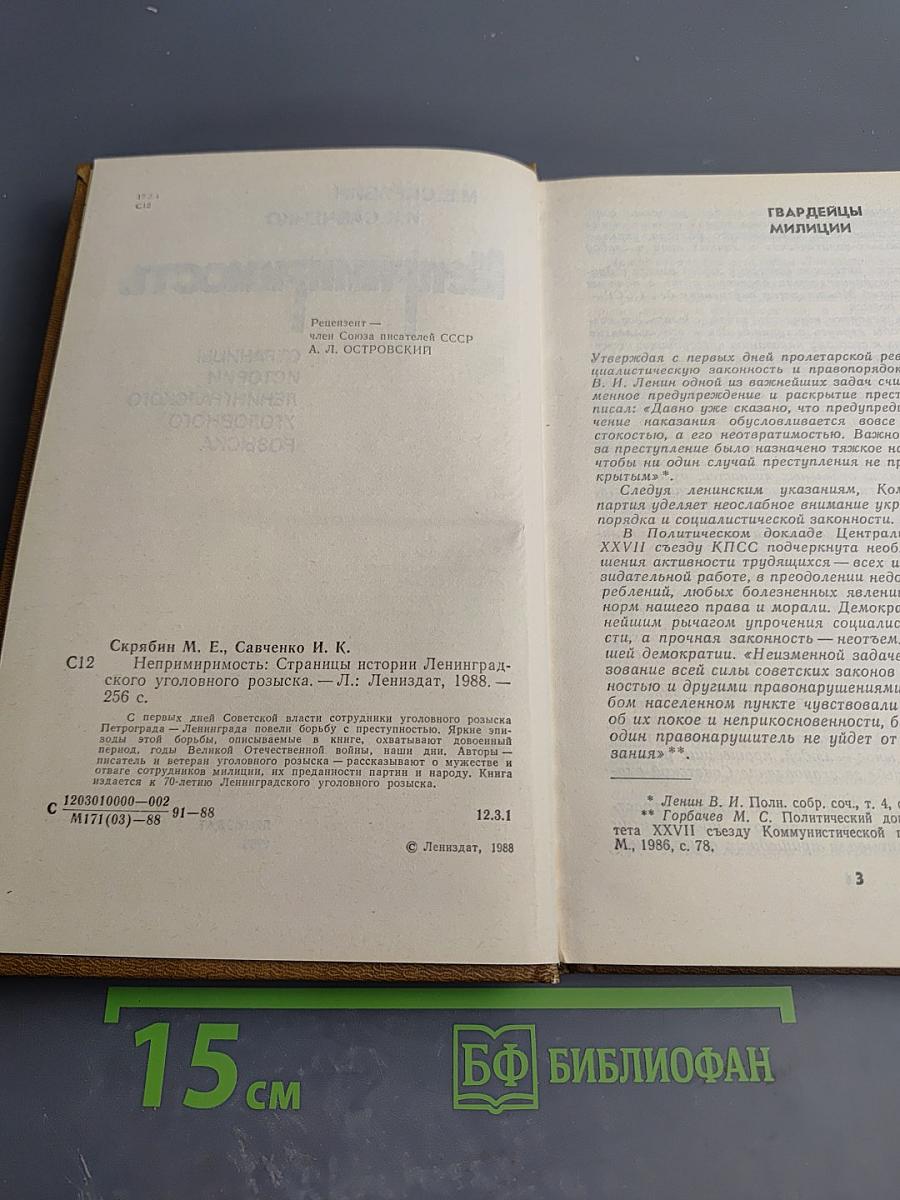 12.3.1
С12
Рецензент —
член Союза писателей СССР
А. Л. ОСТРОВСКИЙ
Скрябин М. Е., Савченко И. К.
С12 Непримиримость: Страницы истории Ленинград-
ского уголовного розыска. — Л.: Лениздат, 1988. —
256 с.
С первых дней Советской власти сотрудники уголовного розыска
Петрограда — Ленинграда повели борьбу с преступностью. Яркие эпи-
зоды этой борьбы, описываемые в книге, охватывают довоенный
период, годы Великой Отечественной войны, наши дни. Авторы —
писатель и ветеран уголовного розыска — рассказывают о мужестве и
отваге сотрудников милиции, их преданности партии и народу. Книга
издается к 70-летию Ленинградского уголовного розыска.
С 1203010000—002
М171(03)—88 91—88
12.3.1
© Лениздат, 1988
ГВАРДЕЙЦЫ
МИЛИЦИИ
Утверждая с первых дней пролетарской рев
циалистическую законность и правопорядок
В. И. Ленин одной из важнейших задач счи
менное предупреждение и раскрытие прест
писал: «Давно уже сказано, что предупреди
чение наказания обусловливается вовсе
стокостью, а его неотвратимостью. Важно
за преступление было назначено тяжкое на
чтобы ни один случай преступления не пр
крытым»*.
Следуя ленинским указаниям, Ком
партия уделяет неослабное внимание укр
порядка и социалистической законности.
В Политическом докладе Централ
XXVII съезду КПСС подчеркнута необ
шения активности трудящихся — всех и
зидательной работе, в преодолении недо
реблений, любых болезненных явлени
норм нашего права и морали. Демокра
нейшим рычагом упрочения социалис
сти, а прочная законность — неотъем
шей демократии. «Неизменной задаче
зование всей силы советских законов
ностью и другими правонарушениями
бом населенном пункте чувствовали
об их покое и неприкосновенности, б
один правонарушитель не уйдет от
зания»**.
* Ленин В. И. Полн. собр. соч., т. 4, с
** Горбачев М. С. Политический док
тета XXVII съезду Коммунистической п
М., 1986, с. 78.
3
15 см
БФ БИБЛИОФАН